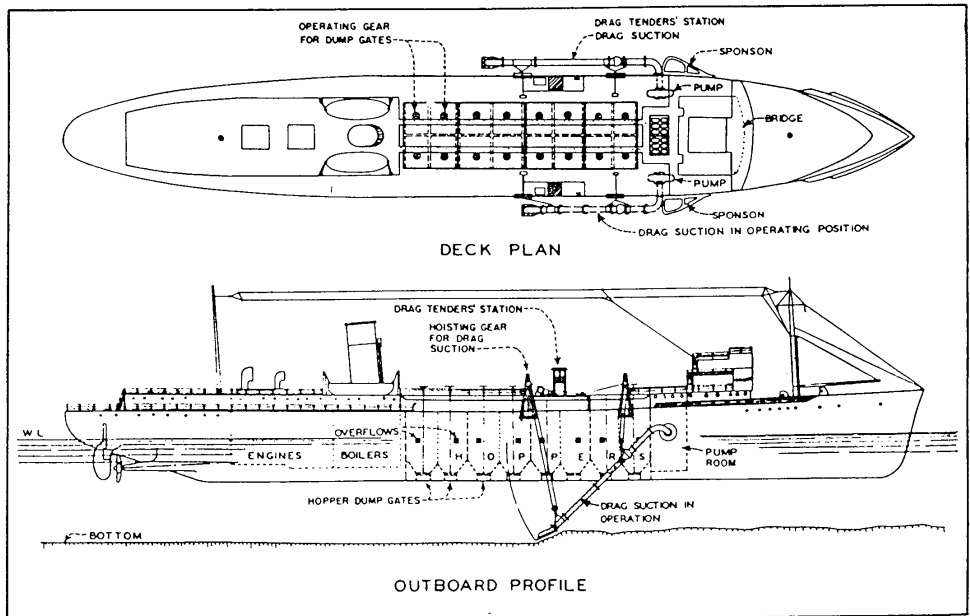 OPERATING GEAR
FOR DUMP GATES
DRAG TENDERS' STATION
DRAG SUCTION
SPONSON
PUMP
BRIDGE
PUMP
SPONSON
DRAG SUCTION IN OPERATING POSITION
DECK PLAN
DRAG TENDERS' STATION
HOISTING GEAR
FOR DRAG
SUCTION
W L
OVERFLOWS
ENGINES
BOILERS
HOPPERS
PUMP
ROOM
HOPPER DUMP GATES
DRAG SUCTION IN
OPERATION
BOTTOM
OUTBOARD PROFILE